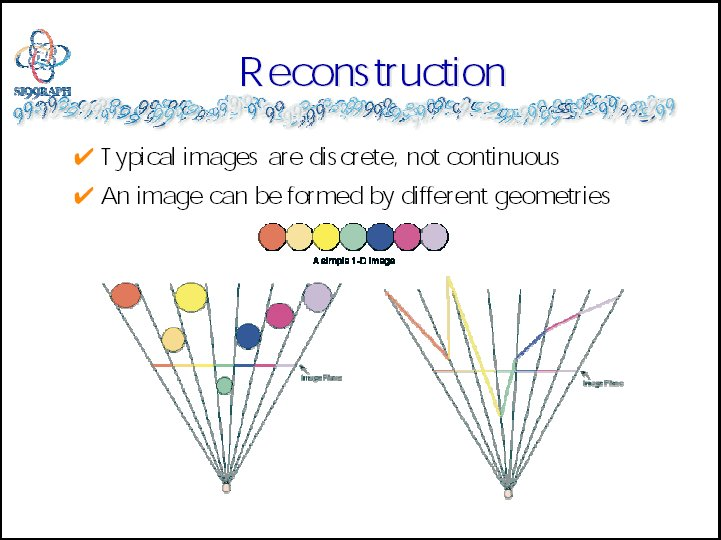 SIGGRAPH
Reconstruction
Typical images are discrete, not continuous
An image can be formed by different geometries
A simple 1-D image
Image Plane
Image Plane